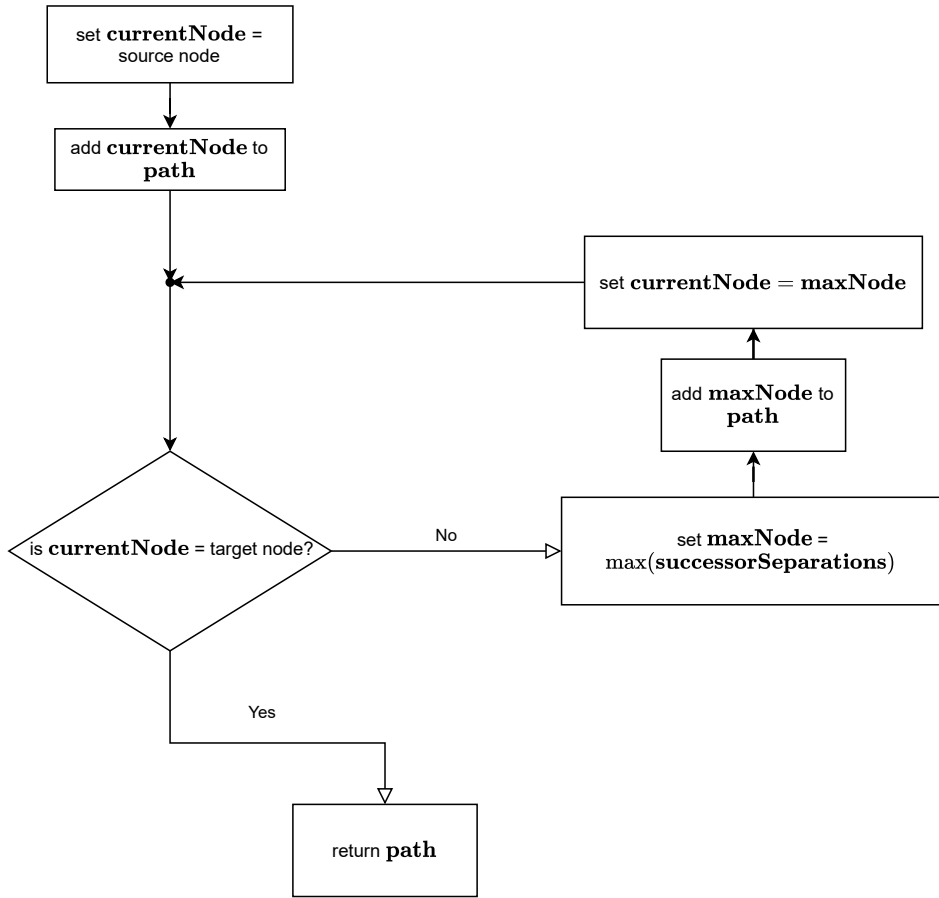 set currentNode =
source node
add currentNode to
path
set currentNode = maxNode
add maxNode to
path
is currentNode = target node?
No
set maxNode =
max(successorSeparations)
Yes
return path